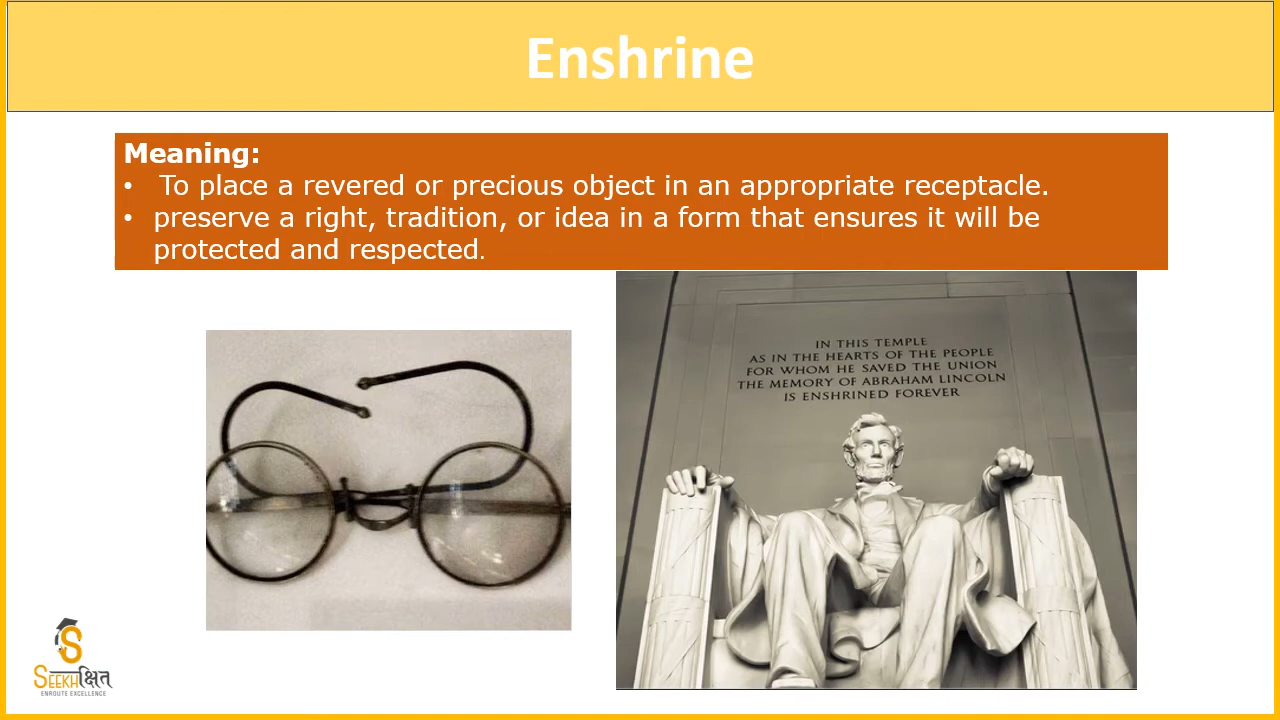 Enshrine
Meaning:
• To place a revered or precious object in an appropriate receptacle.
• preserve a right, tradition, or idea in a form that ensures it will be
protected and respected.
IN THIS TEMPLE
AS IN THE HEARTS OF THE PEOPLE
FOR WHOM HE SAVED THE UNION
THE MEMORY OF ABRAHAM LINCOLN
IS ENSHRINED FOREVER
S
SEEKHक्षित
ENROUTE EXCELLENCE